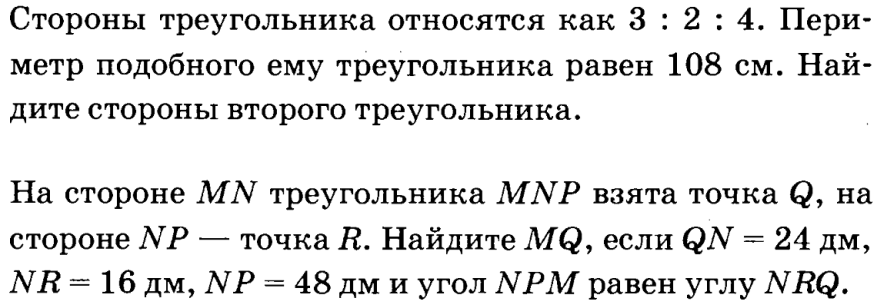 Стороны треугольника относятся как 3 : 2 : 4. Пери-
метр подобного ему треугольника равен 108 см. Най-
дите стороны второго треугольника.
На стороне MN треугольника MNP взята точка Q, на
стороне NP — точка R. Найдите MQ, если QN = 24 дм,
NR = 16 дм, NP = 48 дм и угол NPM равен углу NRQ.